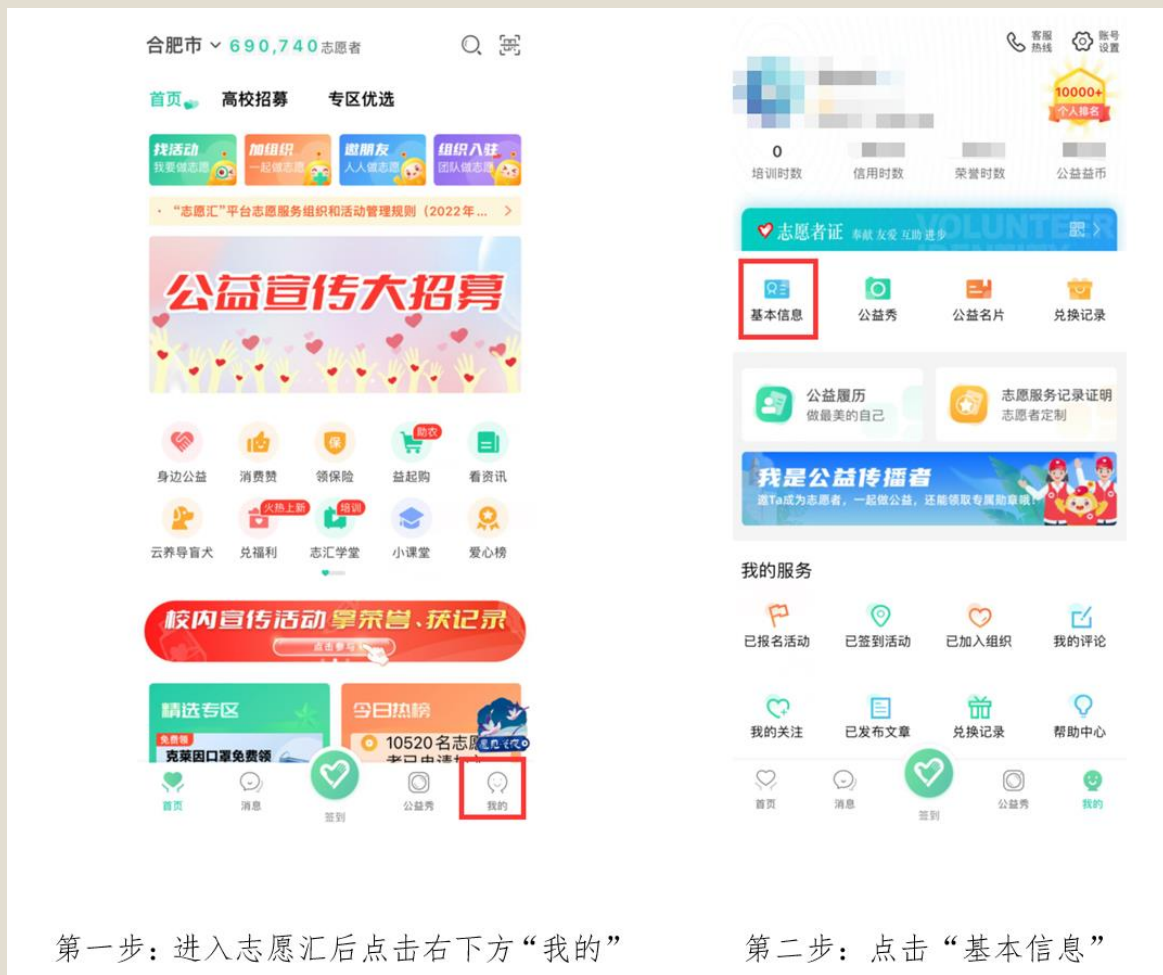 合肥市 690,740志愿者
首页 高校招募 专区优选
找活动 加组织 邀朋友 组织入驻
我要做志愿 一起做志愿 人人做志愿 团队做志愿
· “志愿汇”平台志愿服务组织和活动管理规则（2022年...
公益宣传大招募
助农
身边公益 消费赞 领保险 益起购 看资讯
火热上新 培训
云养导盲犬 兑福利 志汇学堂 小课堂 爱心榜
校内宣传活动 拿荣誉、获记录
点击参与
精选专区 今日热榜
免费领
克莱因口罩免费领
10520名志愿
首页 消息 签到 公益秀 我的
第一步：进入志愿汇后点击右下方“我的”
客服热线 账号设置
10000+
个人排名
0
培训时数 信用时数 荣誉时数 公益益币
志愿者证 奉献 友爱 互助 进步
VOLUNTEER
IDENTITY
基本信息 公益秀 公益名片 兑换记录
公益履历 志愿服务记录证明
做最美的自己 志愿者定制
我是公益传播者
邀Ta成为志愿者，一起做公益，还能领取专属勋章哦！
我的服务
已报名活动 已签到活动 已加入组织 我的评论
我的关注 已发布文章 兑换记录 帮助中心
首页 消息 签到 公益秀 我的
第二步：点击“基本信息”